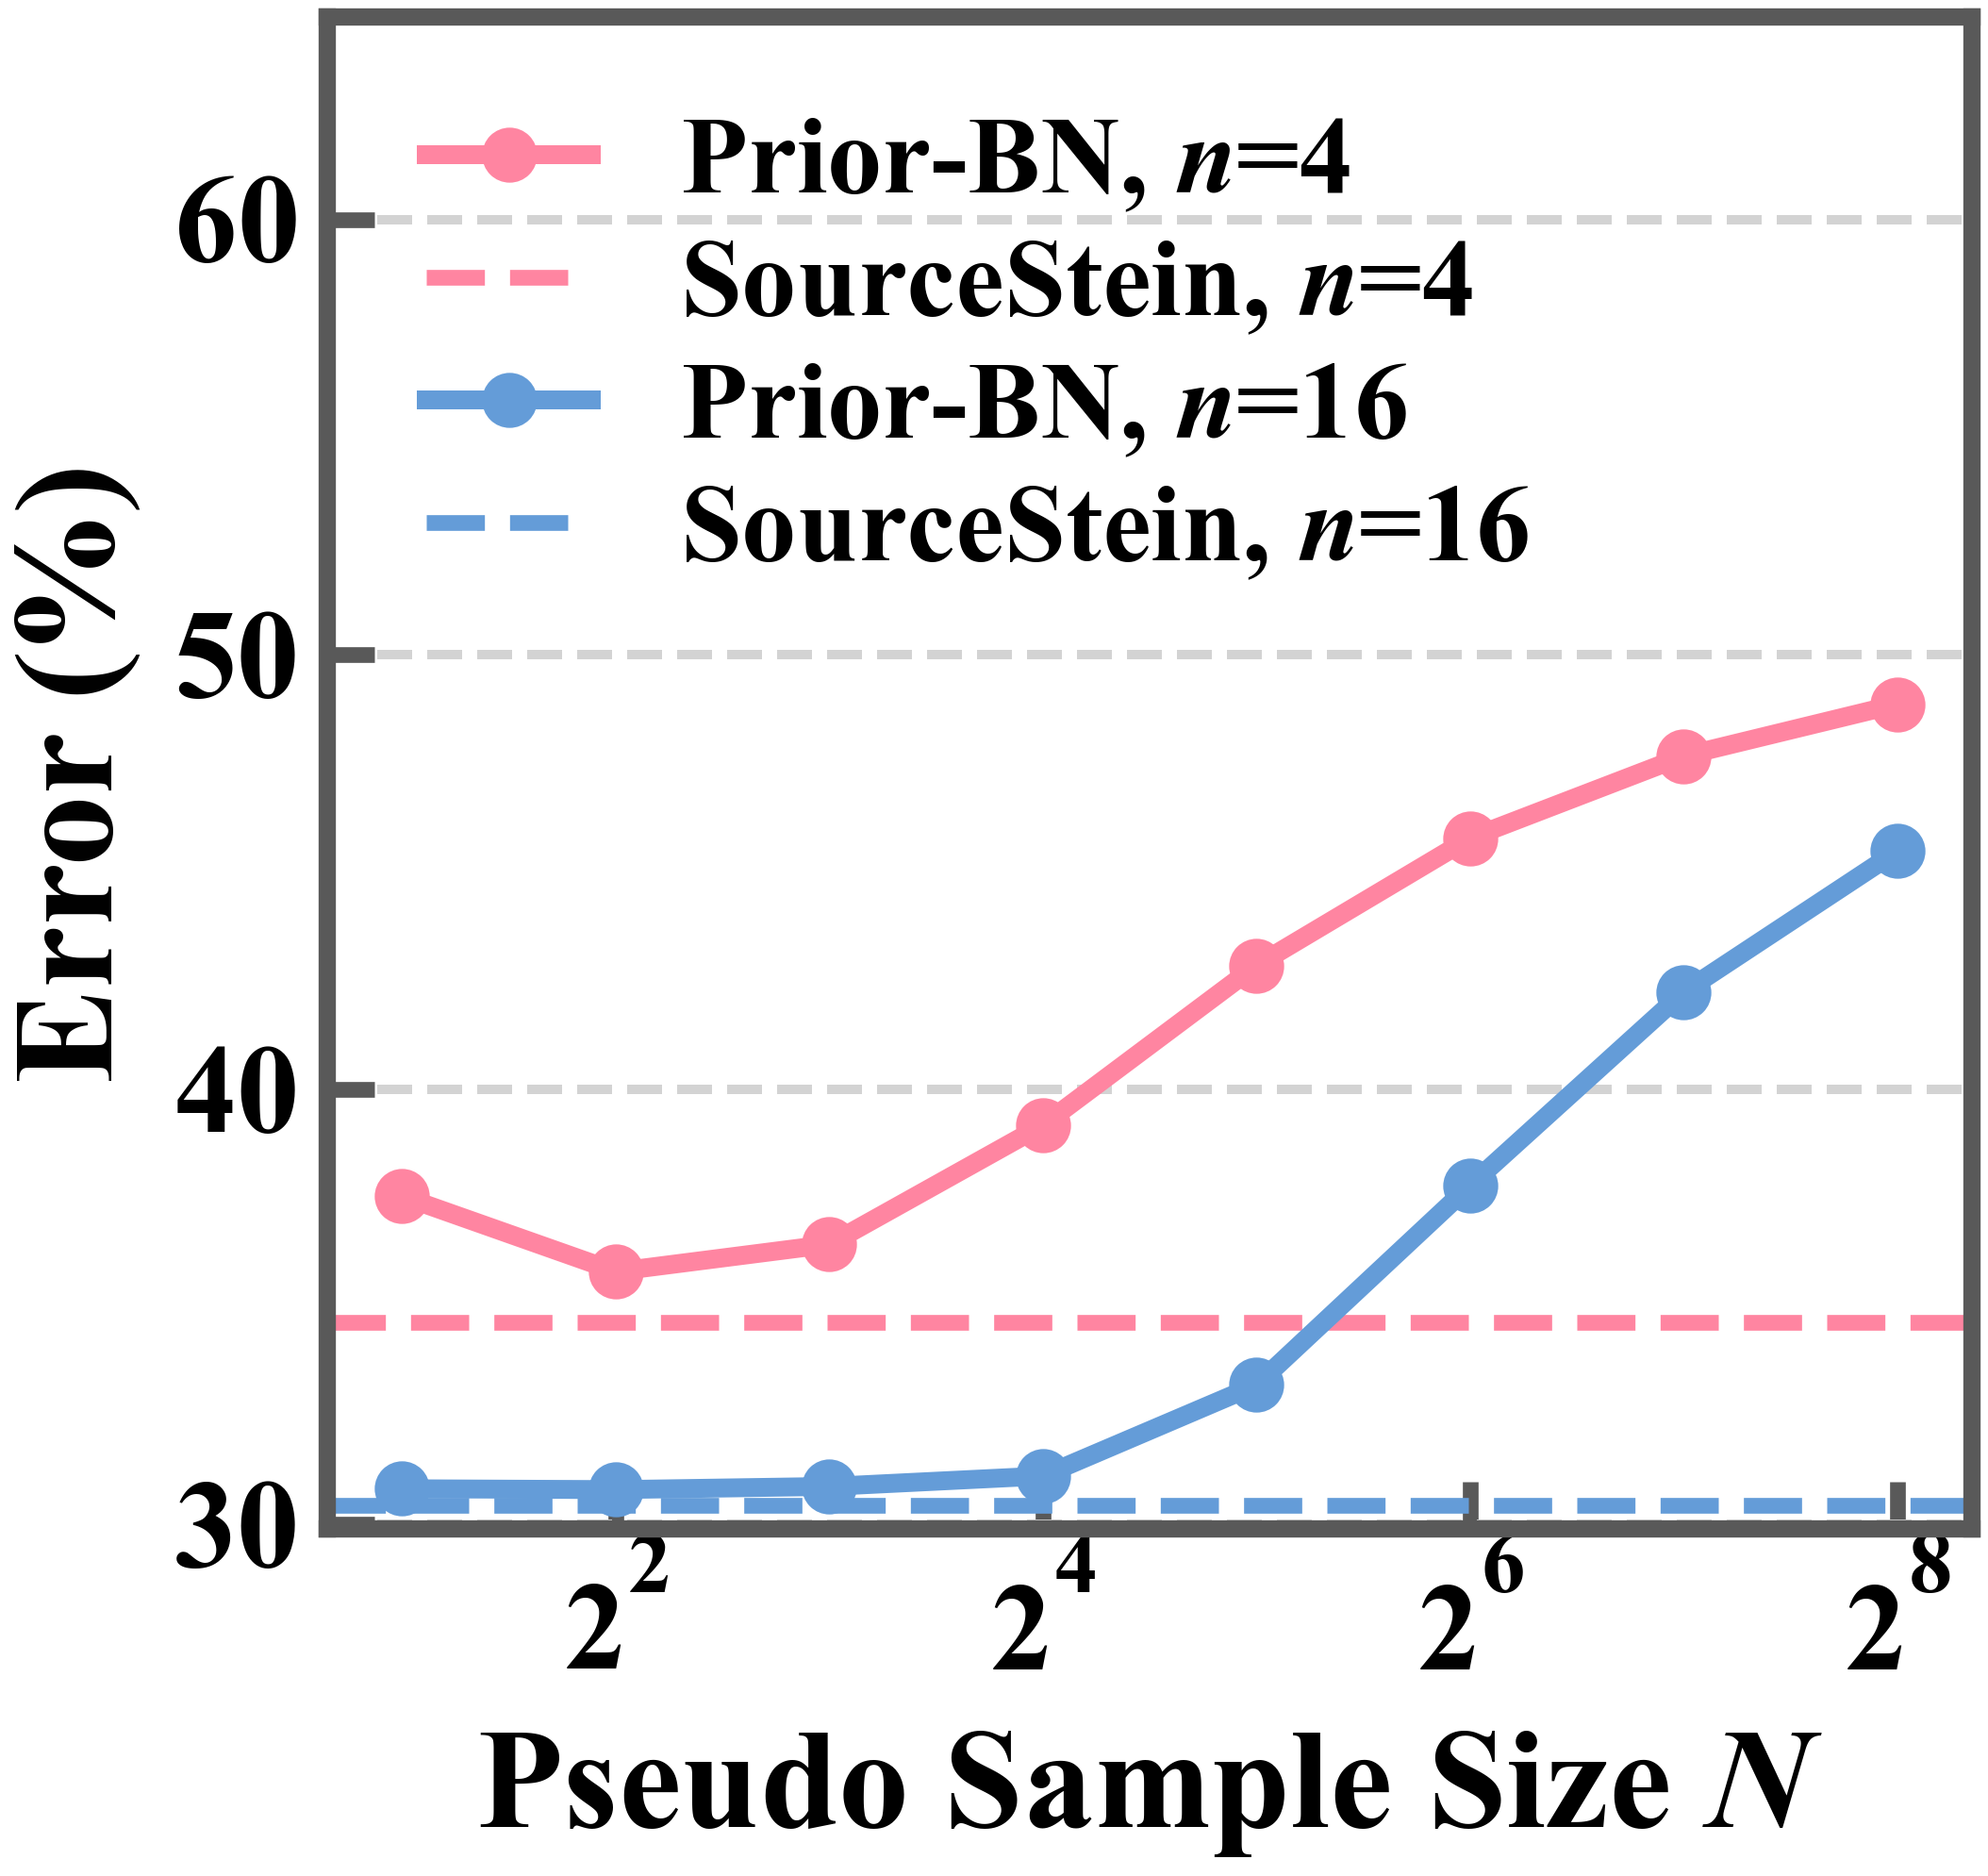 Prior-BN, n=4
SourceStein, n=4
Prior-BN, n=16
SourceStein, n=16
Error (%)
60
50
40
30
2^2 2^4 2^6 2^8
Pseudo Sample Size N